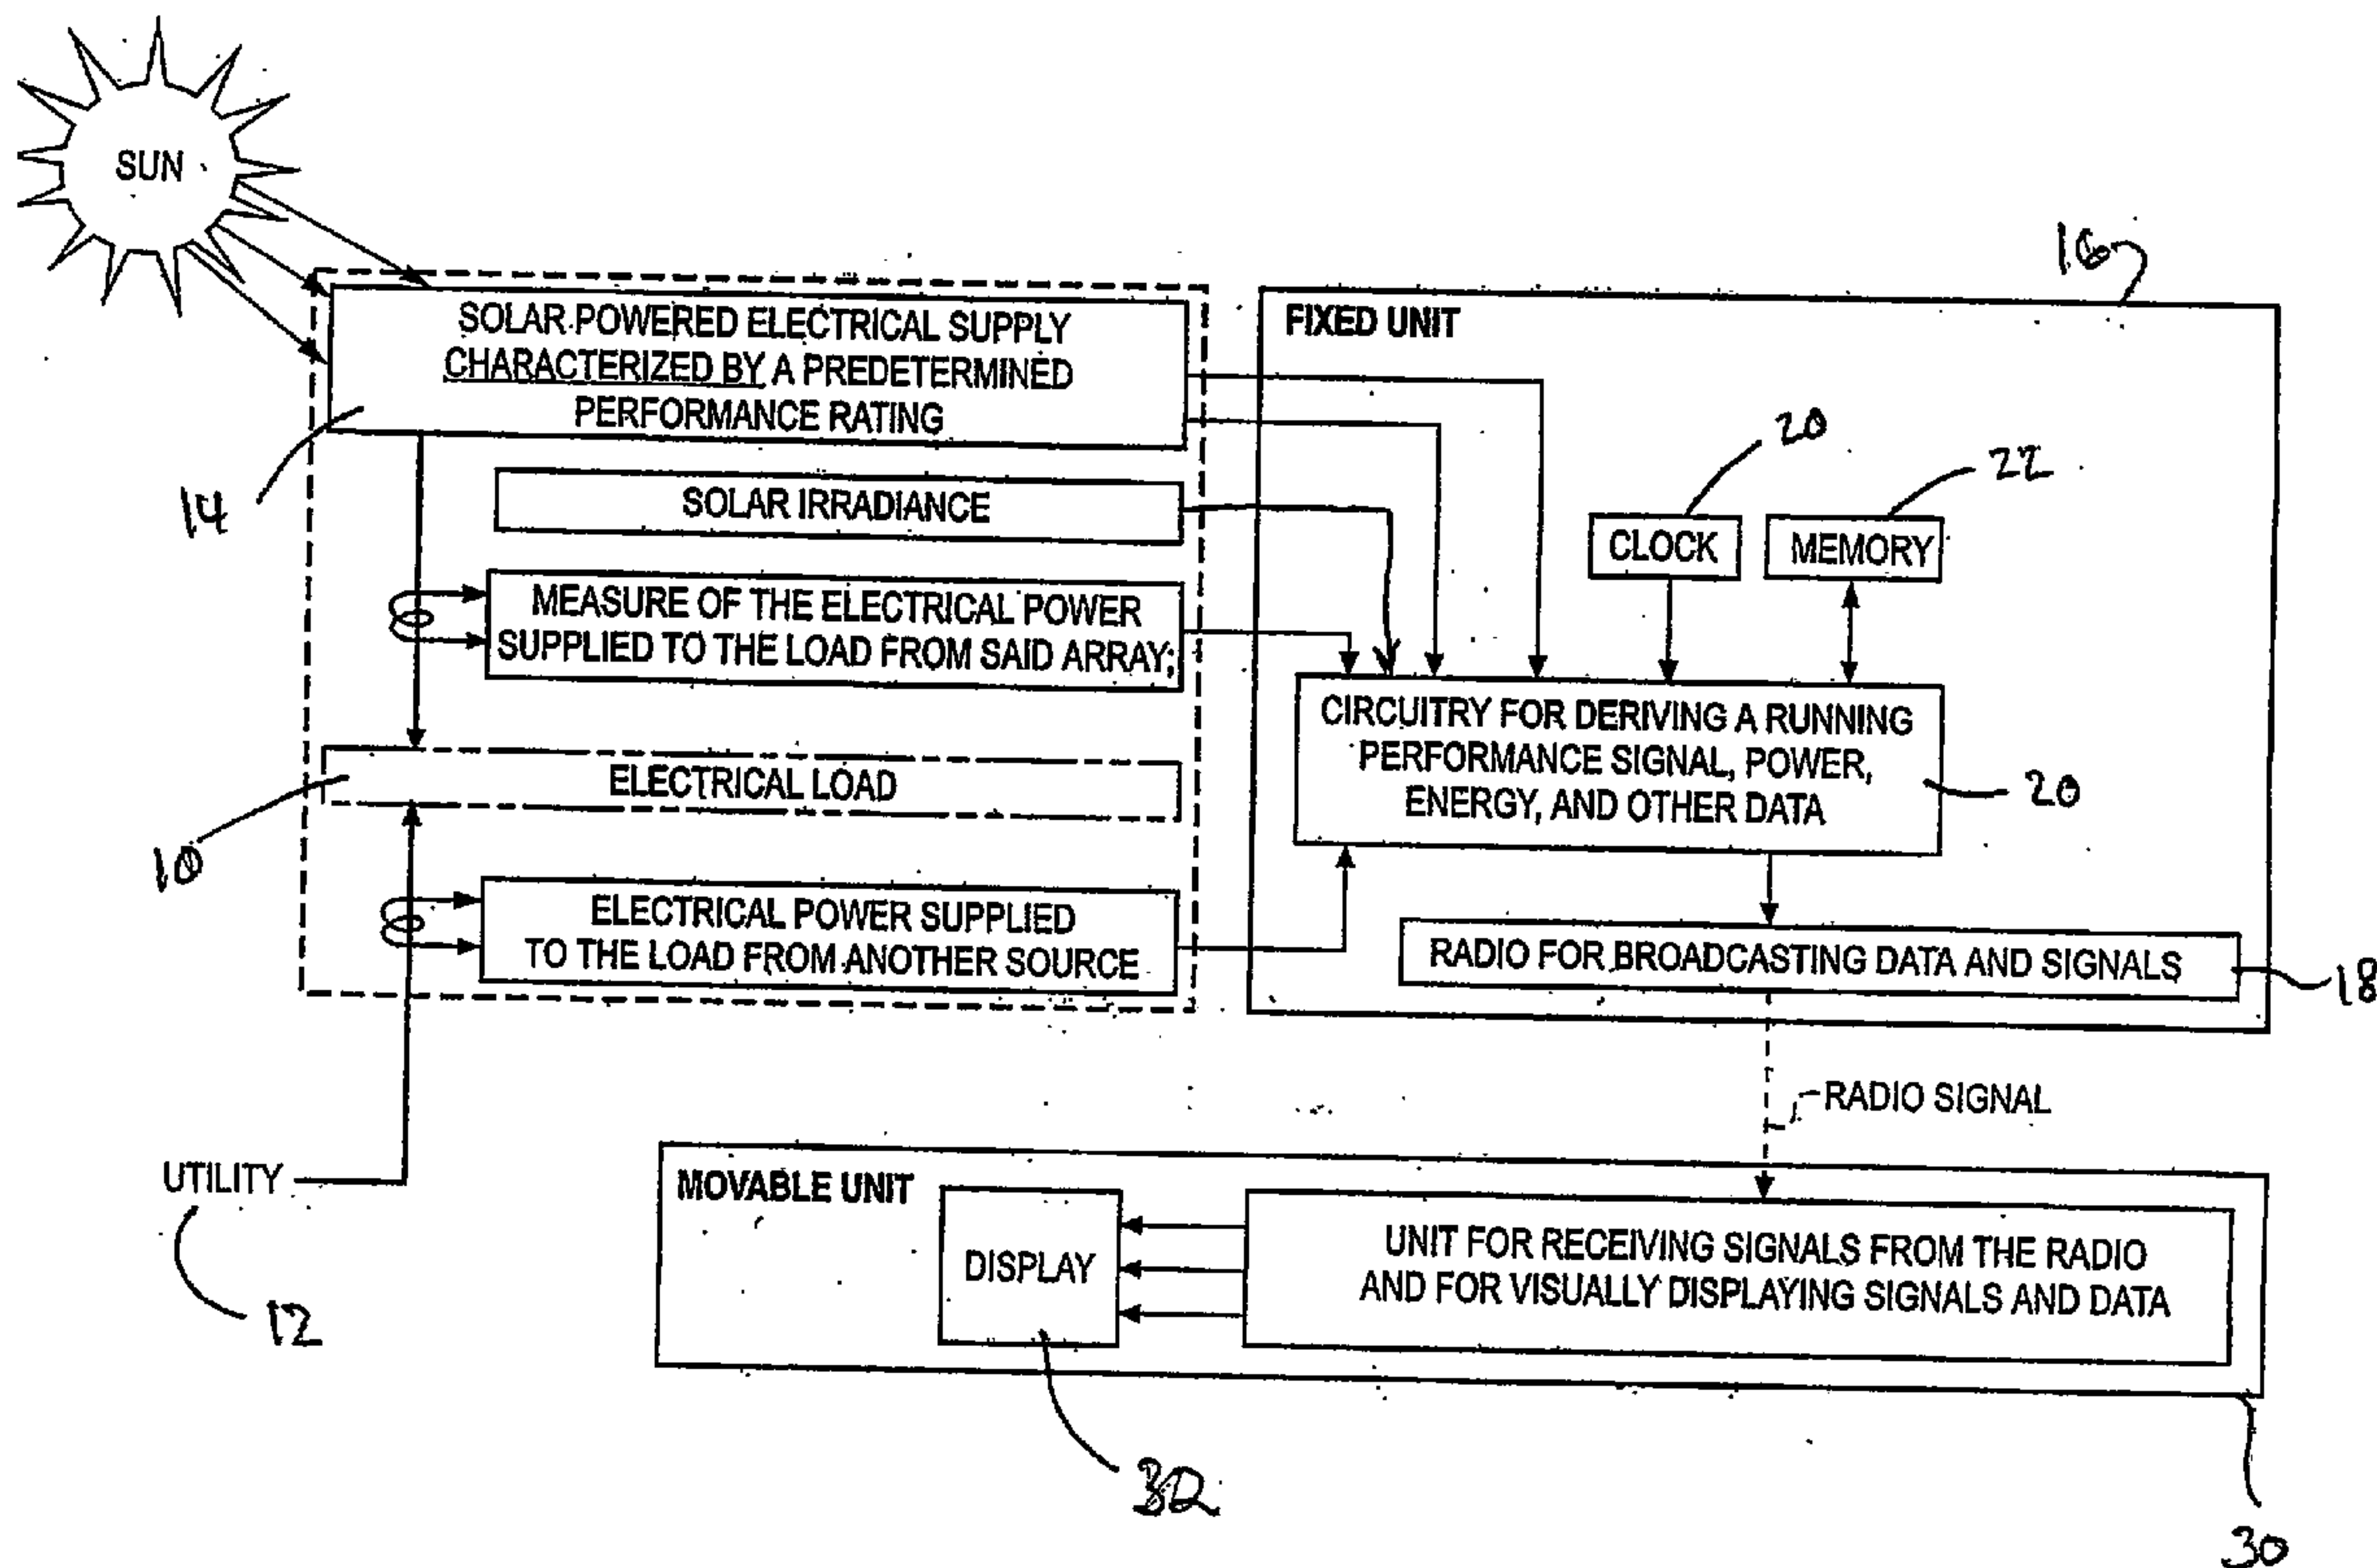 SUN
16
SOLAR POWERED ELECTRICAL SUPPLY
CHARACTERIZED BY A PREDETERMINED
PERFORMANCE RATING
14
SOLAR IRRADIANCE
MEASURE OF THE ELECTRICAL POWER
SUPPLIED TO THE LOAD FROM SAID ARRAY;
ELECTRICAL LOAD
10
ELECTRICAL POWER SUPPLIED
TO THE LOAD FROM ANOTHER SOURCE
UTILITY
12
FIXED UNIT
20
22
CLOCK
MEMORY
CIRCUITRY FOR DERIVING A RUNNING
PERFORMANCE SIGNAL, POWER,
ENERGY, AND OTHER DATA
20
RADIO FOR BROADCASTING DATA AND SIGNALS
18
RADIO SIGNAL
MOVABLE UNIT
DISPLAY
UNIT FOR RECEIVING SIGNALS FROM THE RADIO
AND FOR VISUALLY DISPLAYING SIGNALS AND DATA
32
30